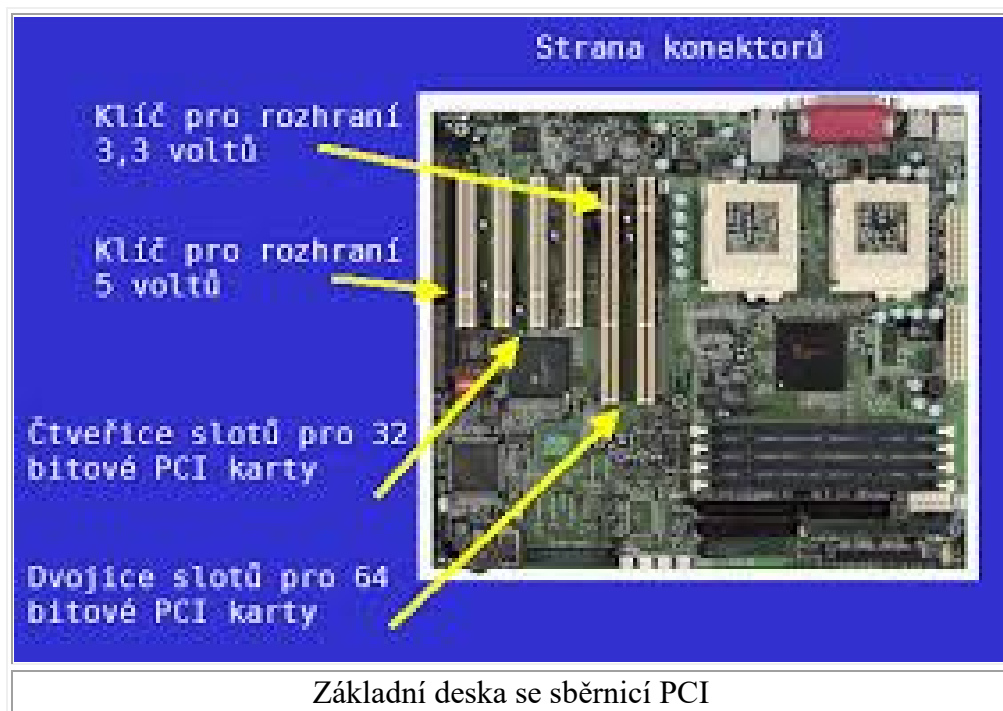 Strana konektorů
Klíč pro rozhraní
3,3 voltů
Klíč pro rozhraní
5 voltů
Čtveřice slotů pro 32
bitové PCI karty
Dvojice slotů pro 64
bitové PCI karty
Základní deska se sběrnicí PCI